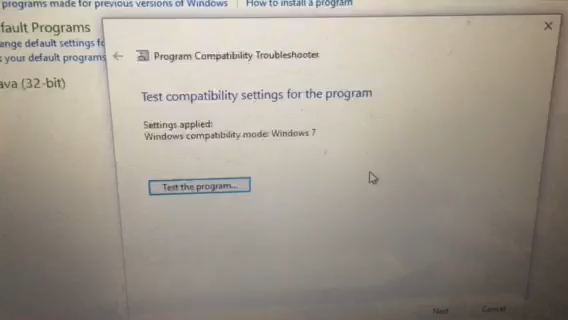 programs made for previous versions of Windows
How to install a program
fault Programs
ange default settings fo
your default programs
ava (32-bit)
Program Compatibility Troubleshooter
Test compatibility settings for the program
Settings applied:
Windows compatibility mode: Windows 7
Test the program...
Next
Cancel